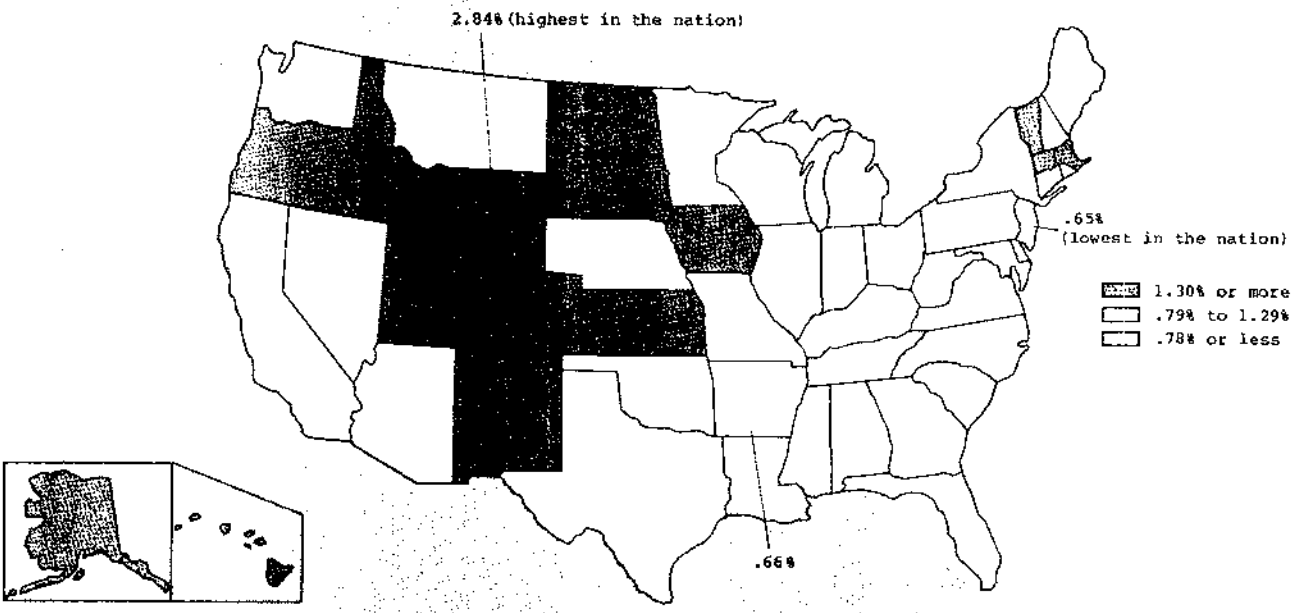 2.84% (highest in the nation)
.65%
(lowest in the nation)
1.30% or more
.79% to 1.29%
.78% or less
.66%